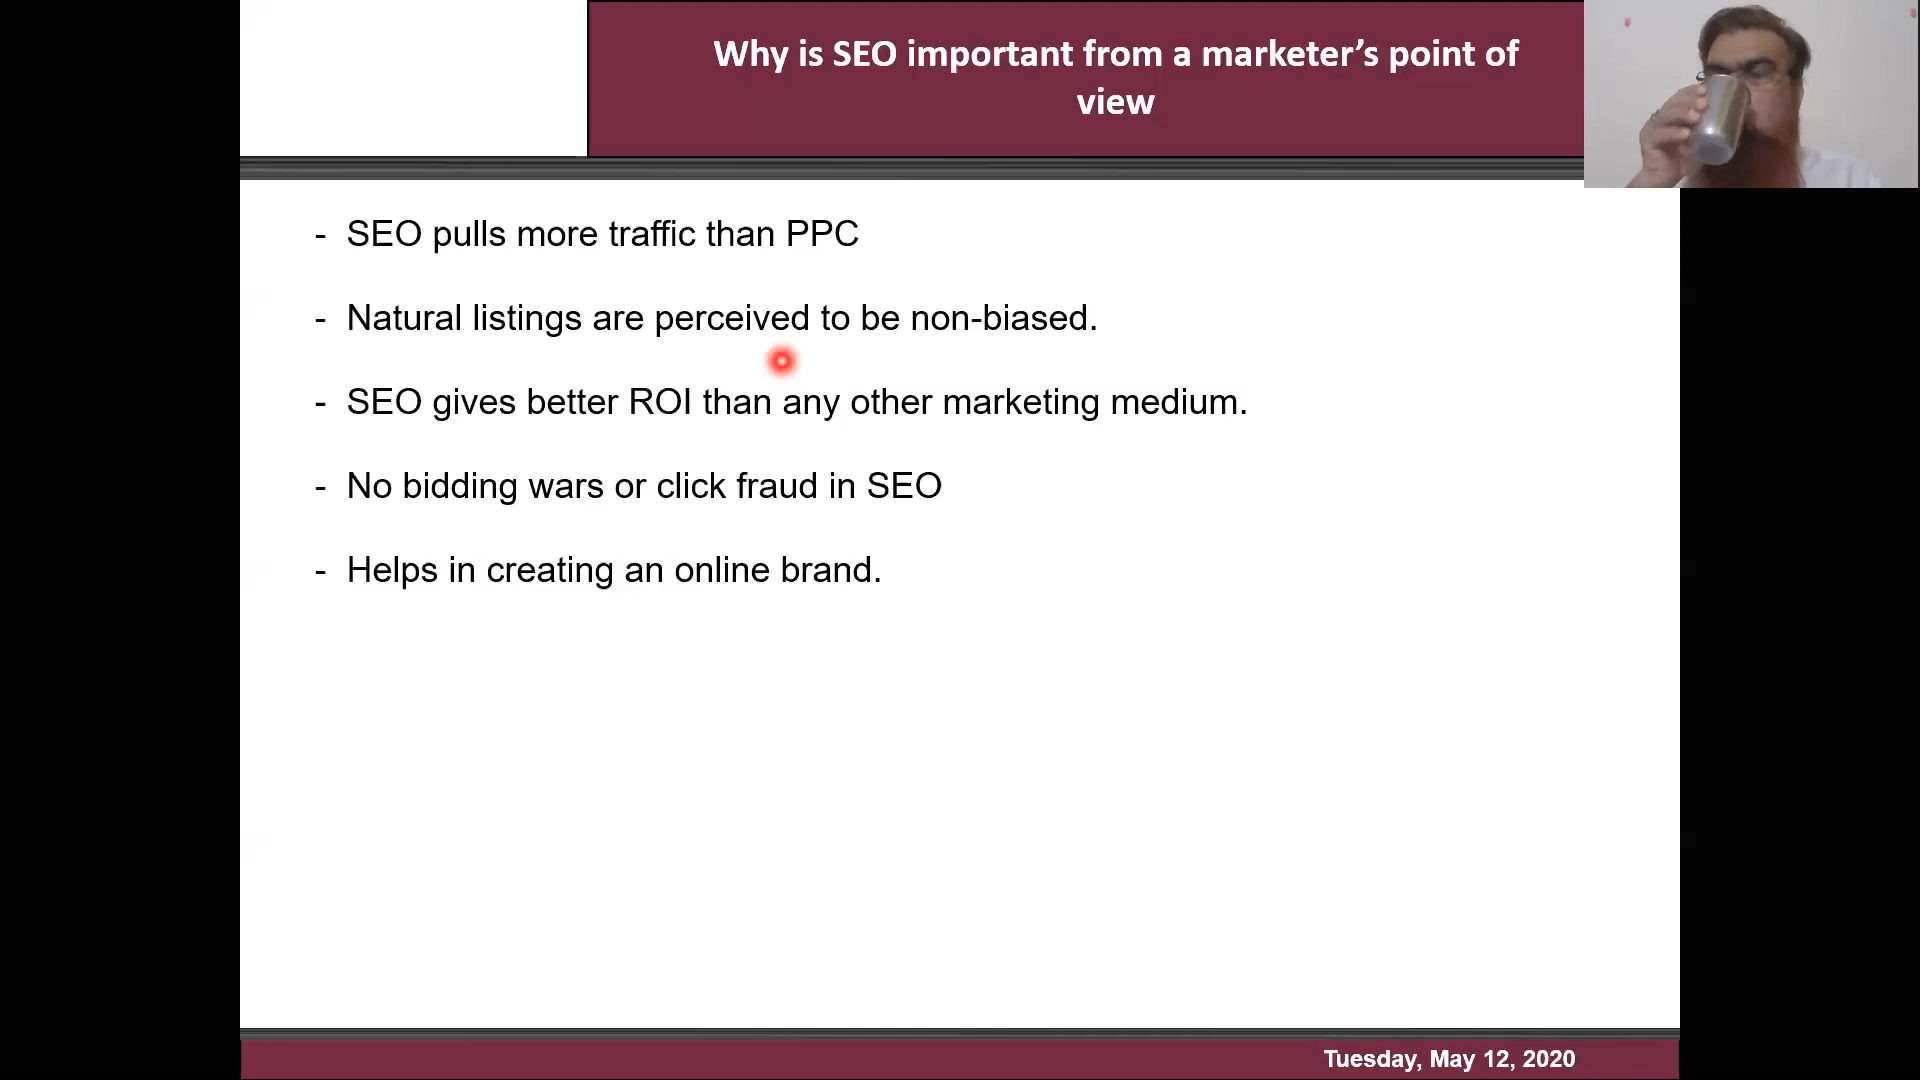 Why is SEO important from a marketer’s point of
view
- SEO pulls more traffic than PPC
- Natural listings are perceived to be non-biased.
- SEO gives better ROI than any other marketing medium.
- No bidding wars or click fraud in SEO
- Helps in creating an online brand.
Tuesday, May 12, 2020